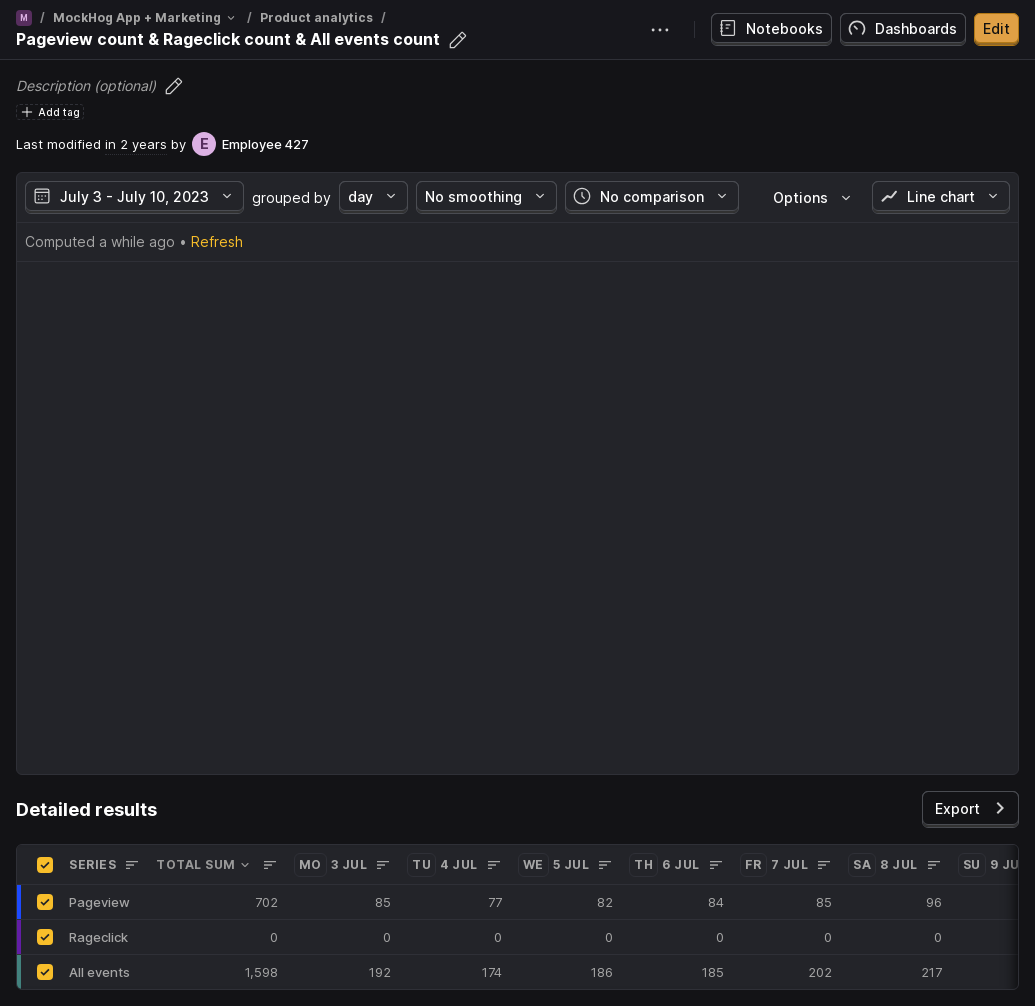 M / MockHog App + Marketing / Product analytics /
Pageview count & Rageclick count & All events count
Notebooks
Dashboards
Edit
Description (optional)
Add tag
Last modified in 2 years by E Employee 427
July 3 - July 10, 2023 grouped by day No smoothing No comparison Options Line chart
Computed a while ago • Refresh
Detailed results
Export
SERIES TOTAL SUM MO 3 JUL TU 4 JUL WE 5 JUL TH 6 JUL FR 7 JUL SA 8 JUL SU 9 JU
Pageview 702 85 77 82 84 85 96
Rageclick 0 0 0 0 0 0 0
All events 1,598 192 174 186 185 202 217